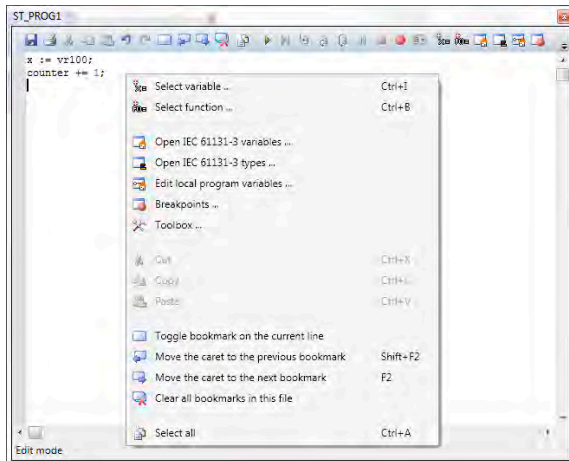 ST_PROG1
x := vr100;
counter += 1;
Select variable ... Ctrl+I
Select function ... Ctrl+B
Open IEC 61131-3 variables ...
Open IEC 61131-3 types ...
Edit local program variables ...
Breakpoints ...
Toolbox ...
Cut Ctrl+X
Copy
Paste Ctrl+V
Toggle bookmark on the current line
Move the caret to the previous bookmark Shift+F2
Move the caret to the next bookmark F2
Clear all bookmarks in this file
Select all Ctrl+A
Edit mode